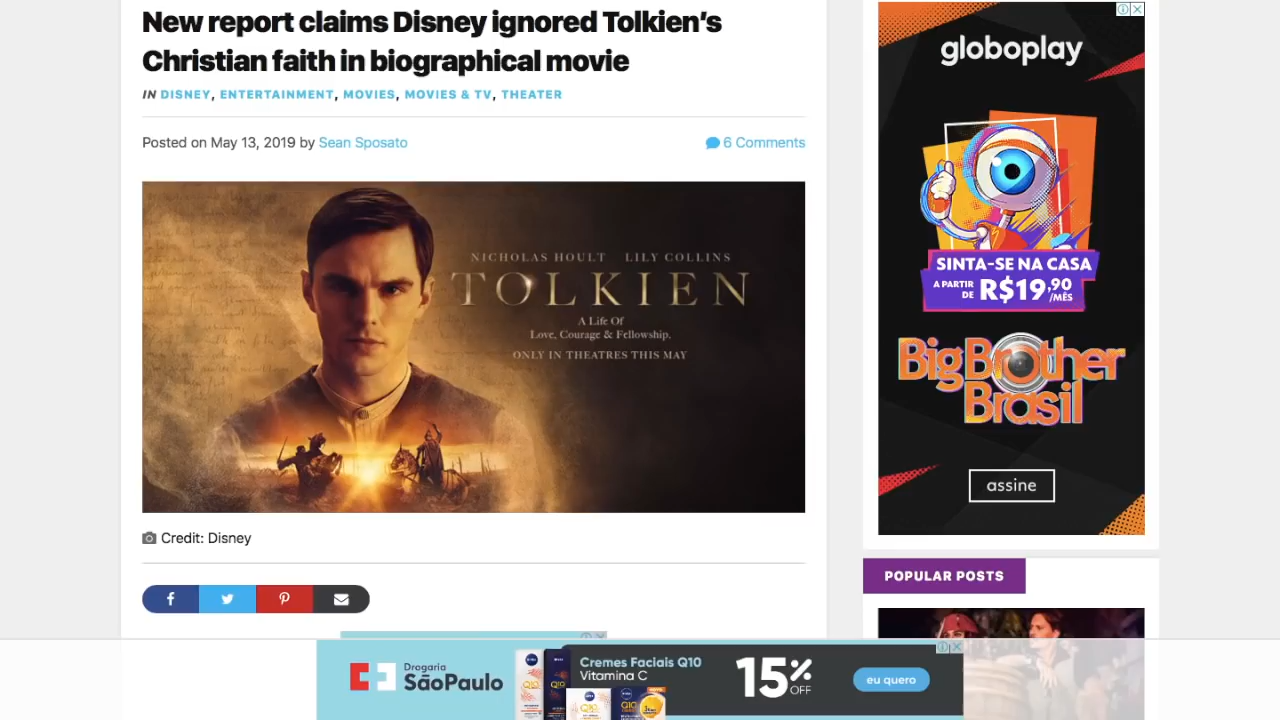 New report claims Disney ignored Tolkien's
Christian faith in biographical movie
IN DISNEY, ENTERTAINMENT, MOVIES, MOVIES & TV, THEATER
Posted on May 13, 2019 by Sean Sposato
6 Comments
NICHOLAS HOULT LILY COLLINS
TOLKIEN
A Life Of
Love, Courage & Fellowship.
ONLY IN THEATRES THIS MAY
Credit: Disney
globoplay
SINTA-SE NA CASA
A PARTIR DE R$19,90/MÊS
Big Brother
Brasil
assine
POPULAR POSTS
Drogaria
SãoPaulo
Q10
Cremes Faciais Q10
Vitamina C
15% OFF
eu quero